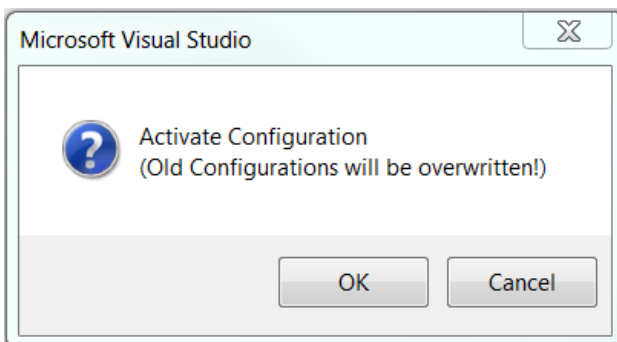 Microsoft Visual Studio
Activate Configuration
(Old Configurations will be overwritten!)
OK
Cancel